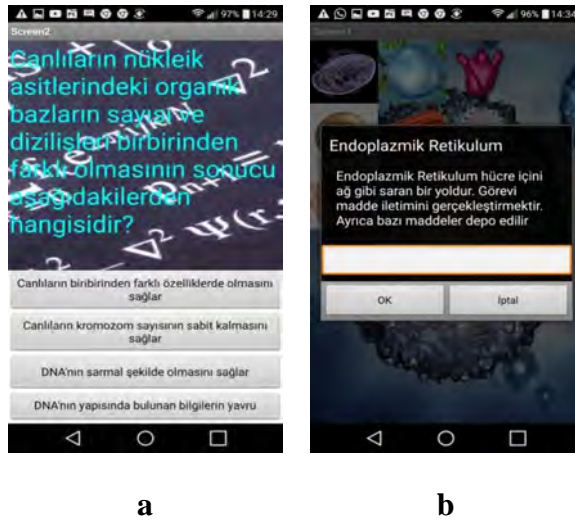 97% 14:29
Screen2
Canlıların nükleik
asitlerindeki organik
bazların sayısı ve
dizilişleri birbirinden
farklı olmasının sonucu
aşağıdakilerden
hangisidir?
Canlıların biribirinden farklı özelliklerde olmasını
sağlar
Canlıların kromozom sayısının sabit kalmasını
sağlar
DNA'nın sarmal şekilde olmasını sağlar
DNA'nın yapısında bulunan bilgilerin yavru
a
96% 14:34
Screen1
Endoplazmik Retikulum
Endoplazmik Retikulum hücre içini
ağ gibi saran bir yoldur. Görevi
madde iletimini gerçekleştirmektir.
Ayrıca bazı maddeler depo edilir
OK
İptal
b